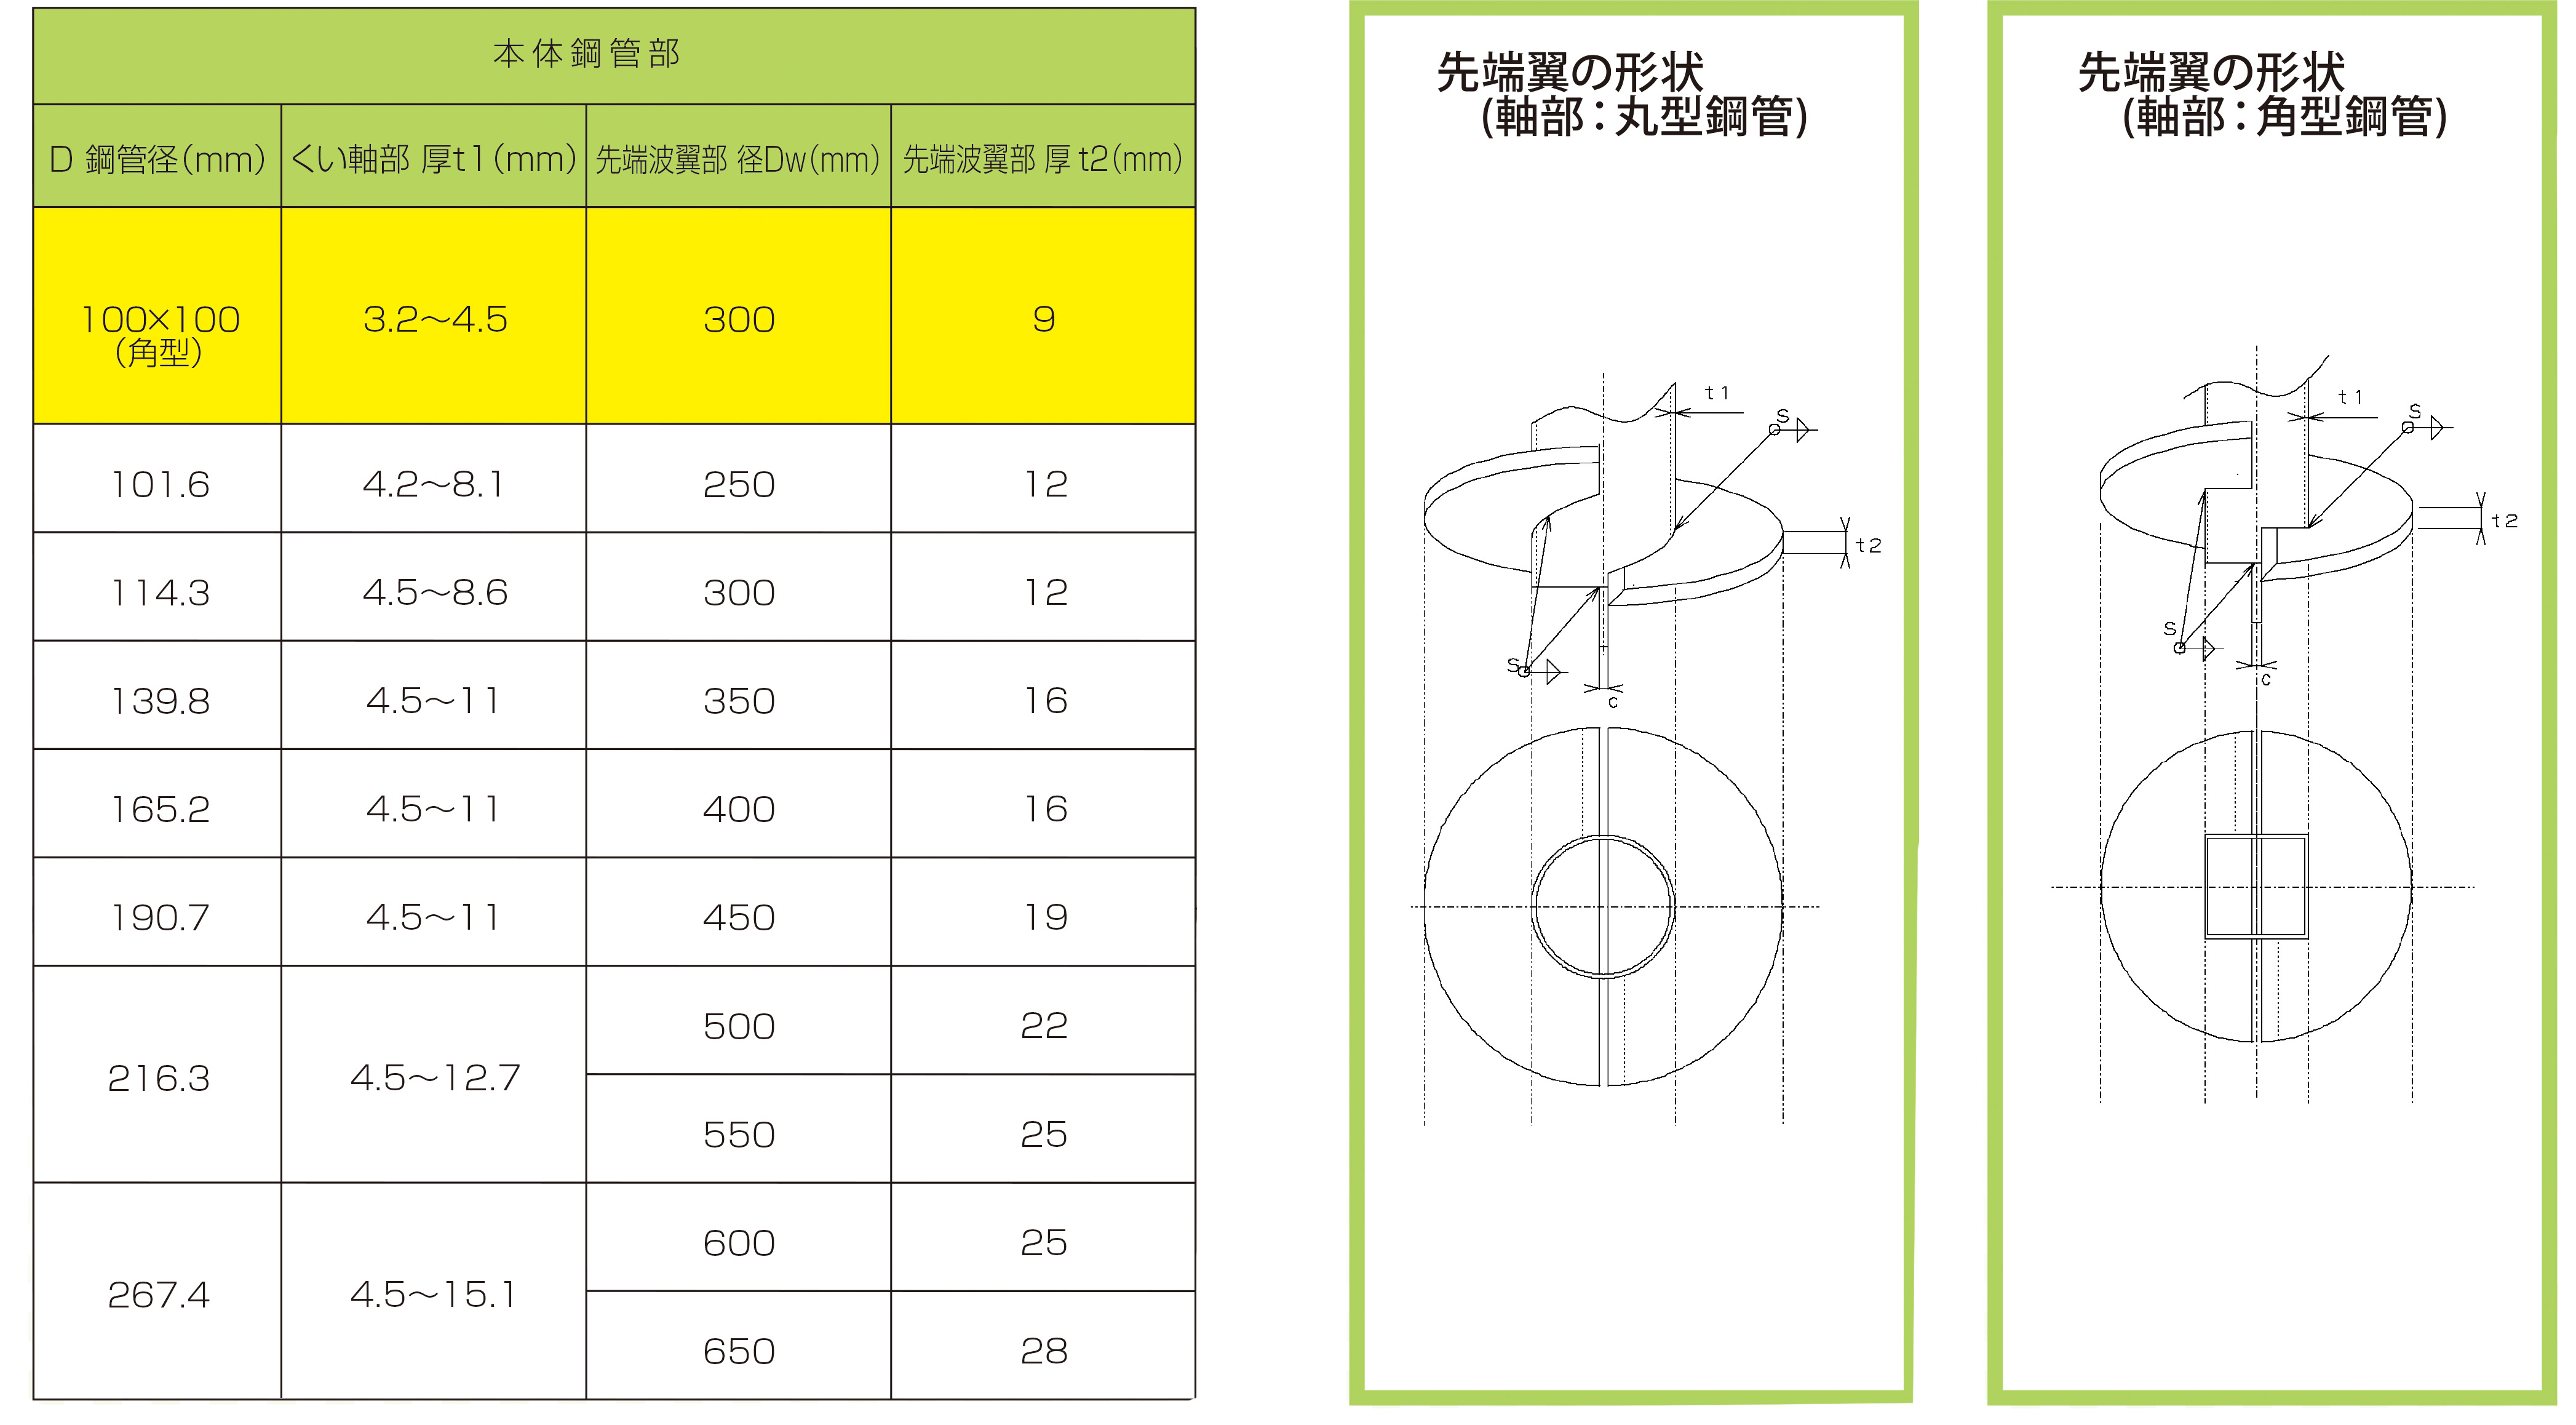 本体鋼管部
D 鋼管径(mm) くい軸部 厚t1(mm) 先端波翼部 径Dw(mm) 先端波翼部 厚 t2(mm)
100×100 3.2～4.5 300 9
(角型)
101.6 4.2～8.1 250 12
114.3 4.5～8.6 300 12
139.8 4.5～11 350 16
165.2 4.5～11 400 16
190.7 4.5～11 450 19
216.3 4.5～12.7 500 22
550 25
267.4 4.5～15.1 600 25
650 28
先端翼の形状
(軸部：丸型鋼管)
t1
S
t2
S
c
先端翼の形状
(軸部：角型鋼管)
t1
S
t2
S
c